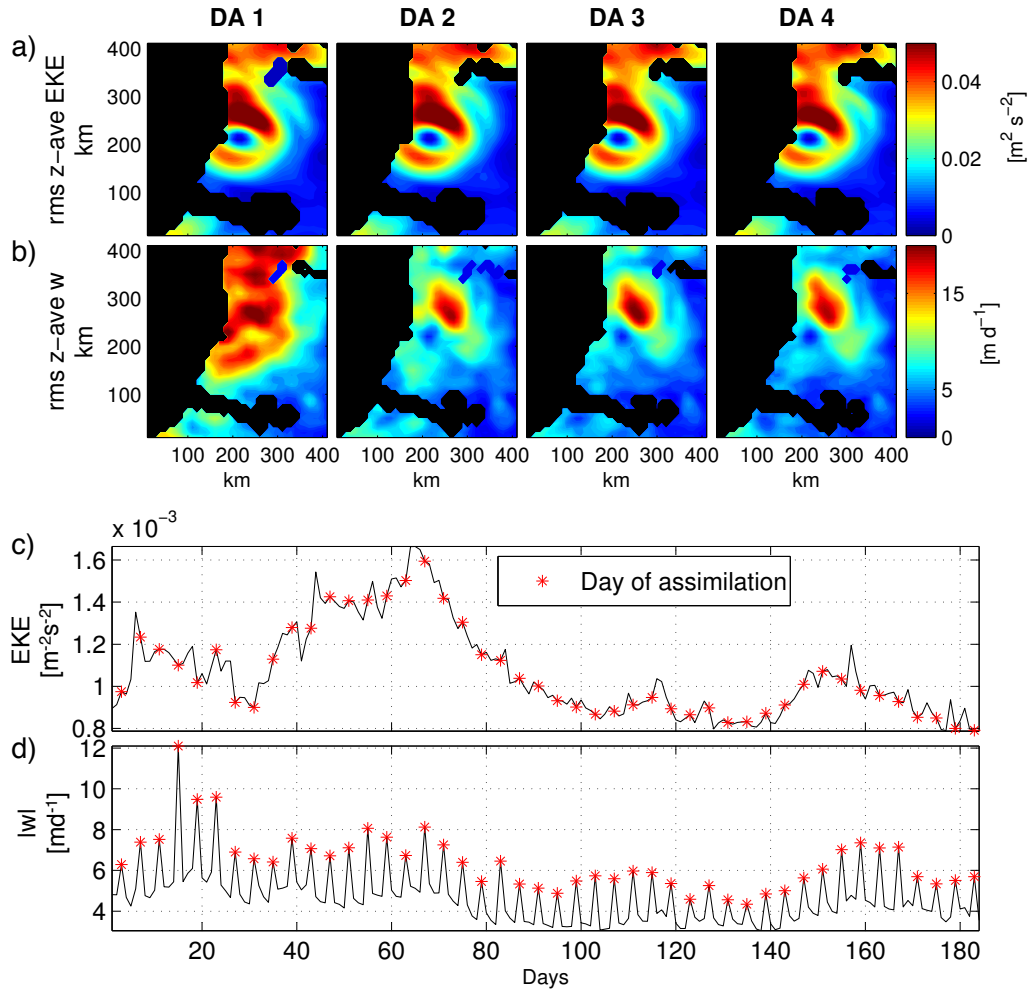 DA 1 DA 2 DA 3 DA 4
a)
rms z−ave EKE
km
400
300
200
100
0.04
0.02
0
[m² s⁻²]
b)
rms z−ave w
km
400
300
200
100
15
5
0
[m d⁻¹]
100 200 300 400 100 200 300 400 100 200 300 400 100 200 300 400
km km km km
x 10⁻³
c)
EKE
[m⁻²s⁻²]
1.6
1.4
1.2
1
0.8
Day of assimilation
d)
|w|
[md⁻¹]
12
10
8
6
4
20 40 60 80 100 120 140 160 180
Days